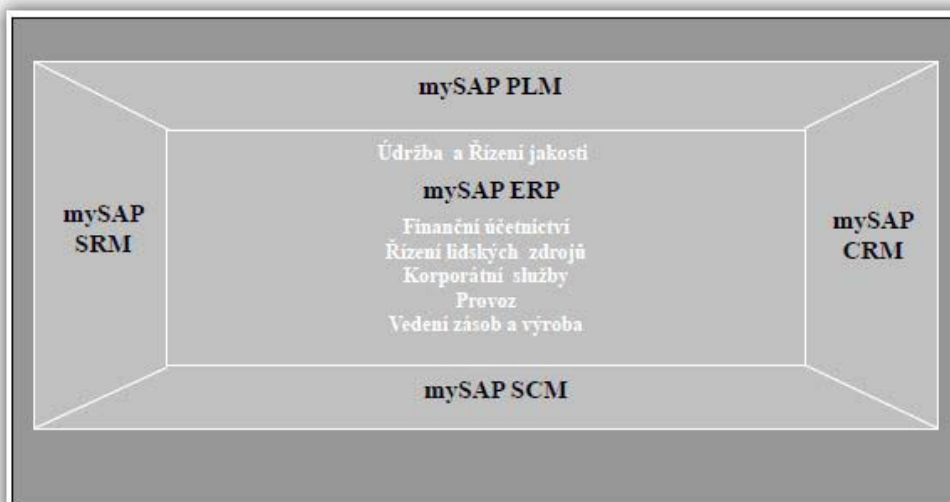 mySAP PLM
Údržba a Řízení jakosti
mySAP ERP
Finanční účetnictví
Řízení lidských zdrojů
Korporátní služby
Provoz
Vedení zásob a výroba
mySAP
SRM
mySAP
CRM
mySAP SCM